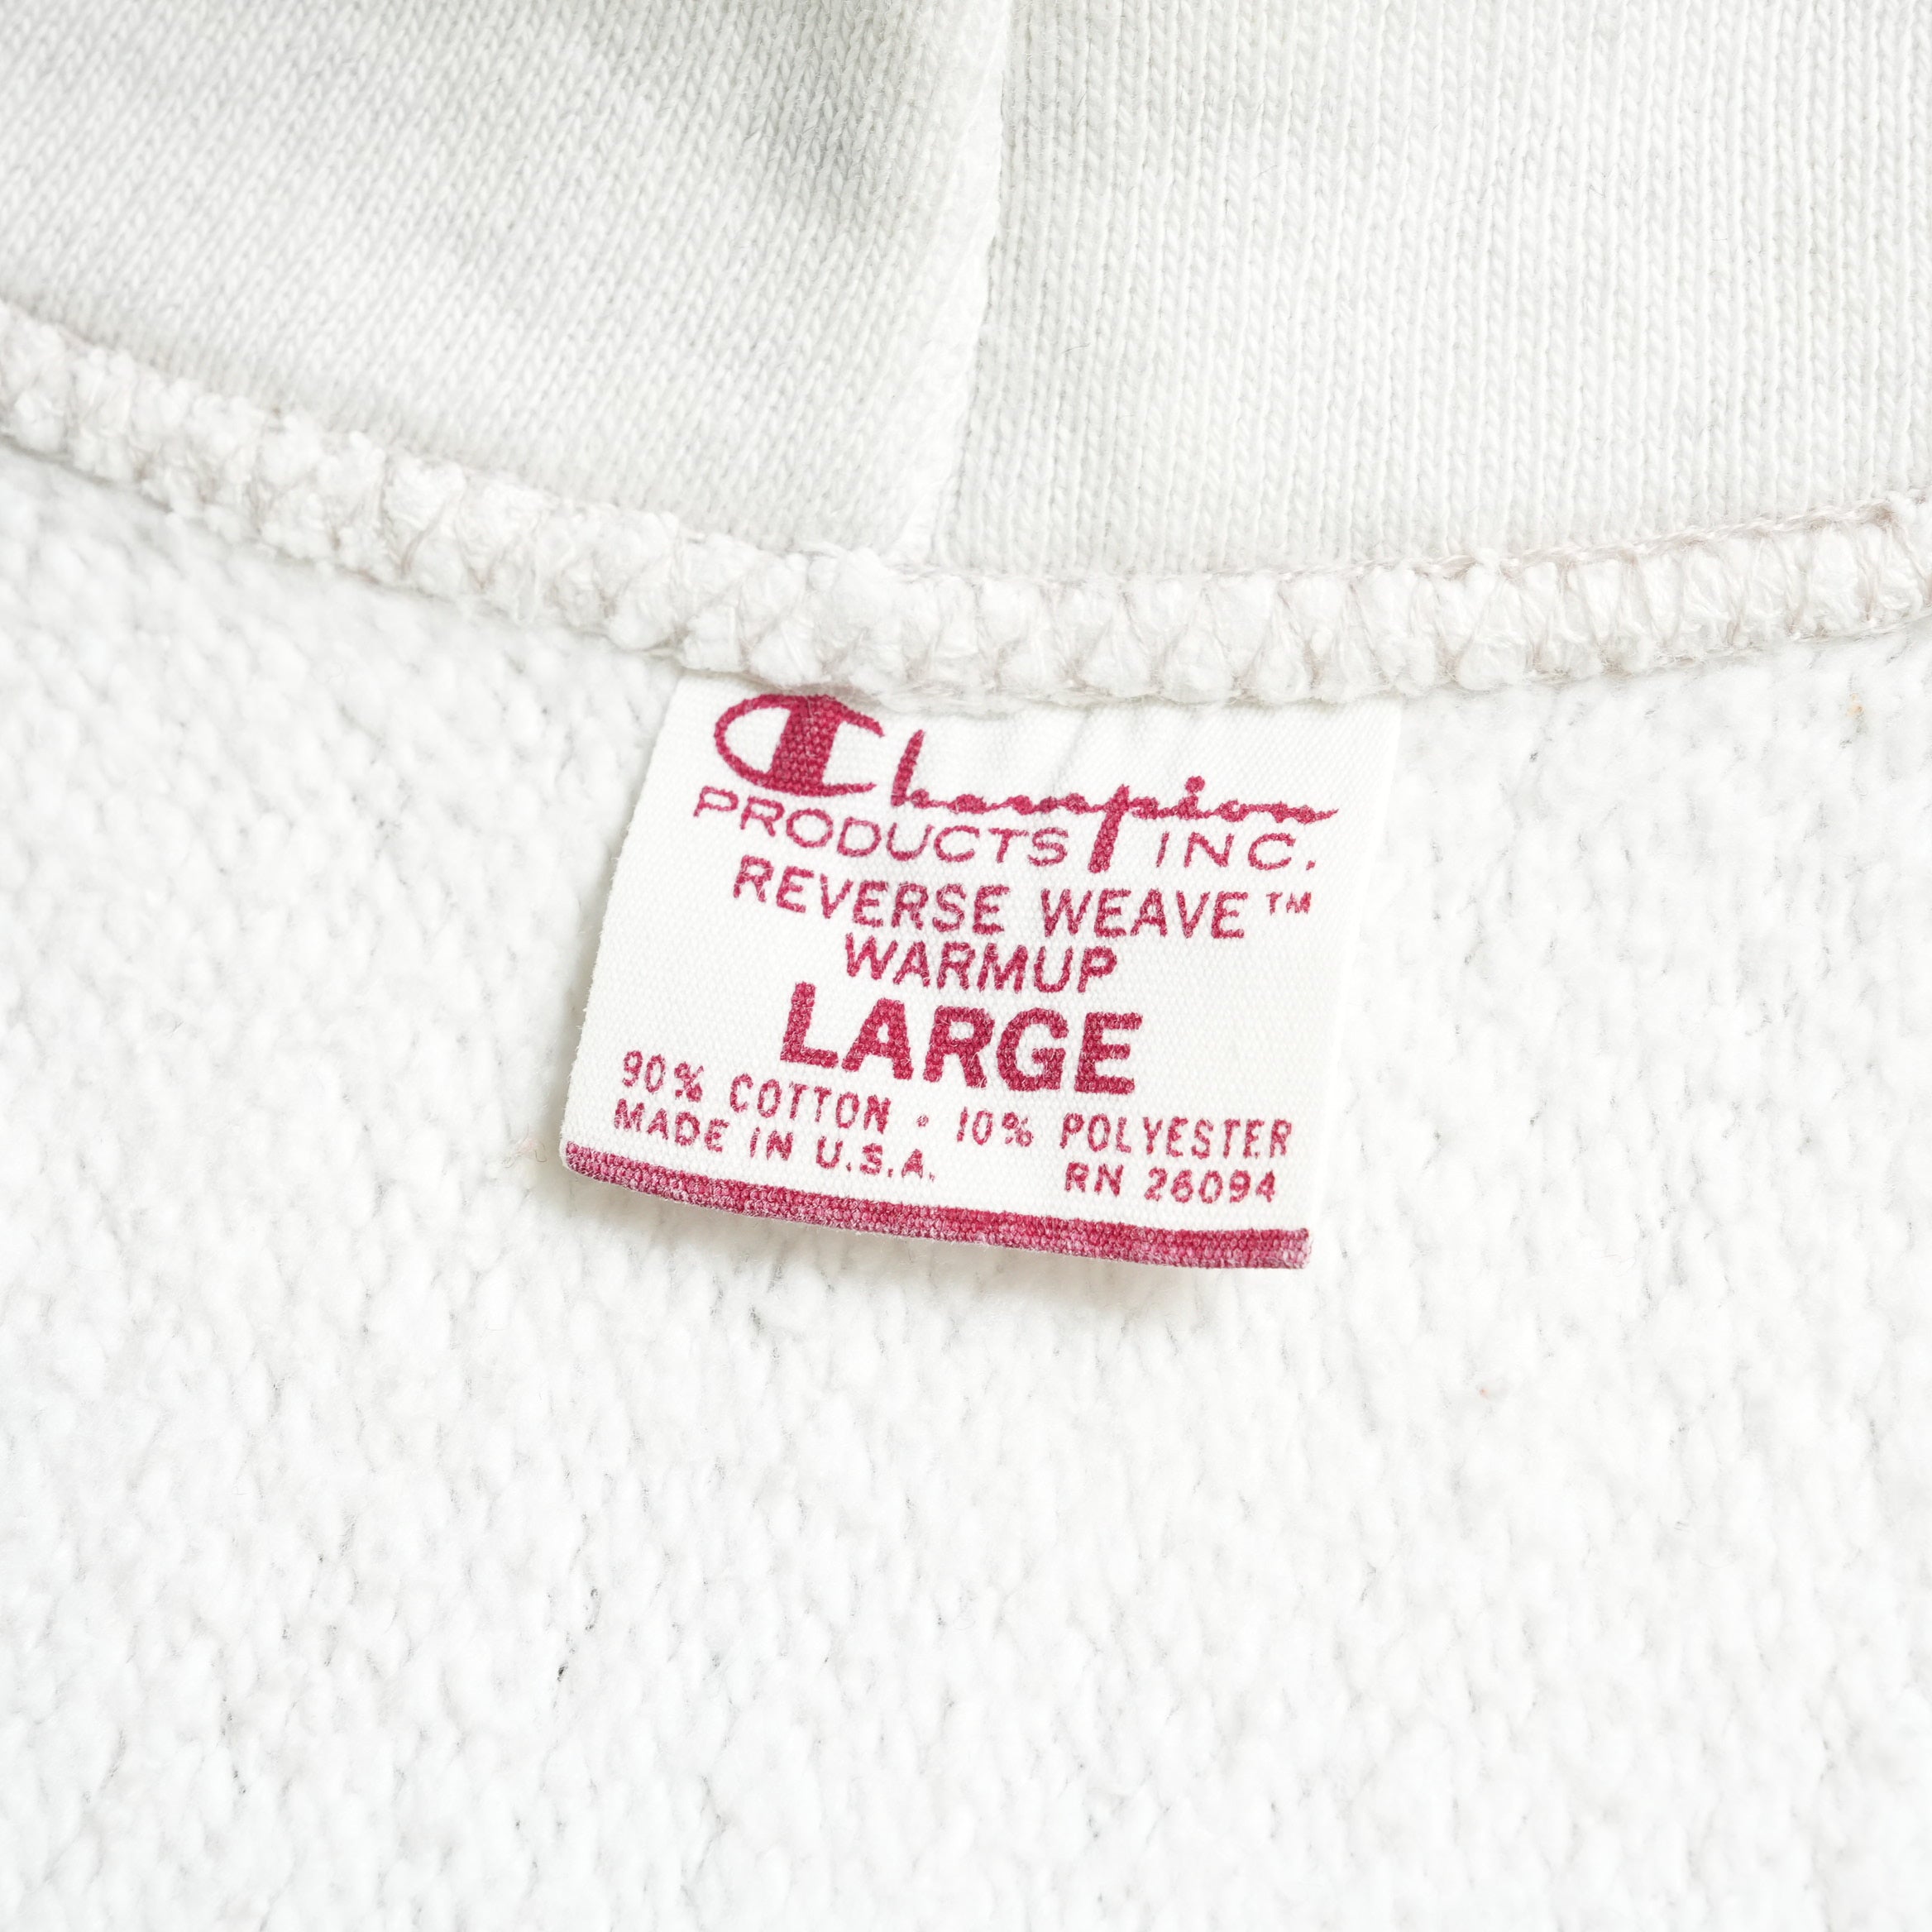 Champion
PRODUCTS INC.
REVERSE WEAVE™
WARMUP
LARGE
90% COTTON · 10% POLYESTER
MADE IN U.S.A. RN 26094